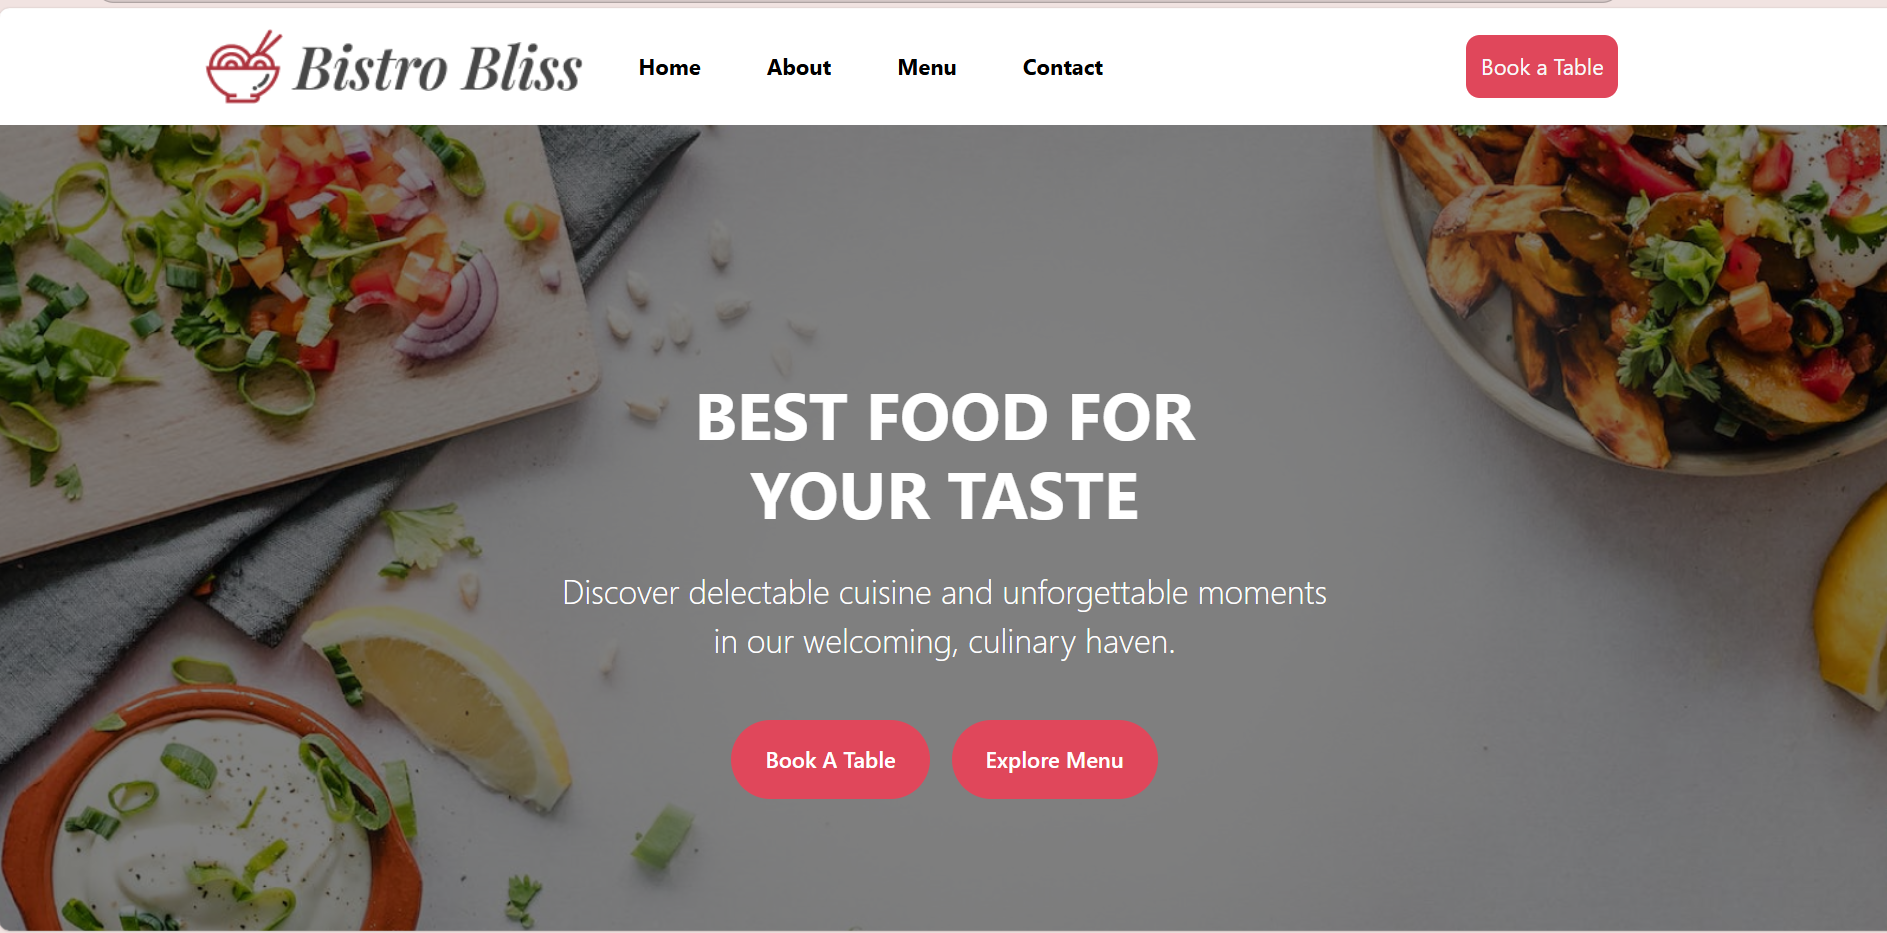 Bistro Bliss
Home
About
Menu
Contact
Book a Table
BEST FOOD FOR
YOUR TASTE
Discover delectable cuisine and unforgettable moments
in our welcoming, culinary haven.
Book A Table
Explore Menu